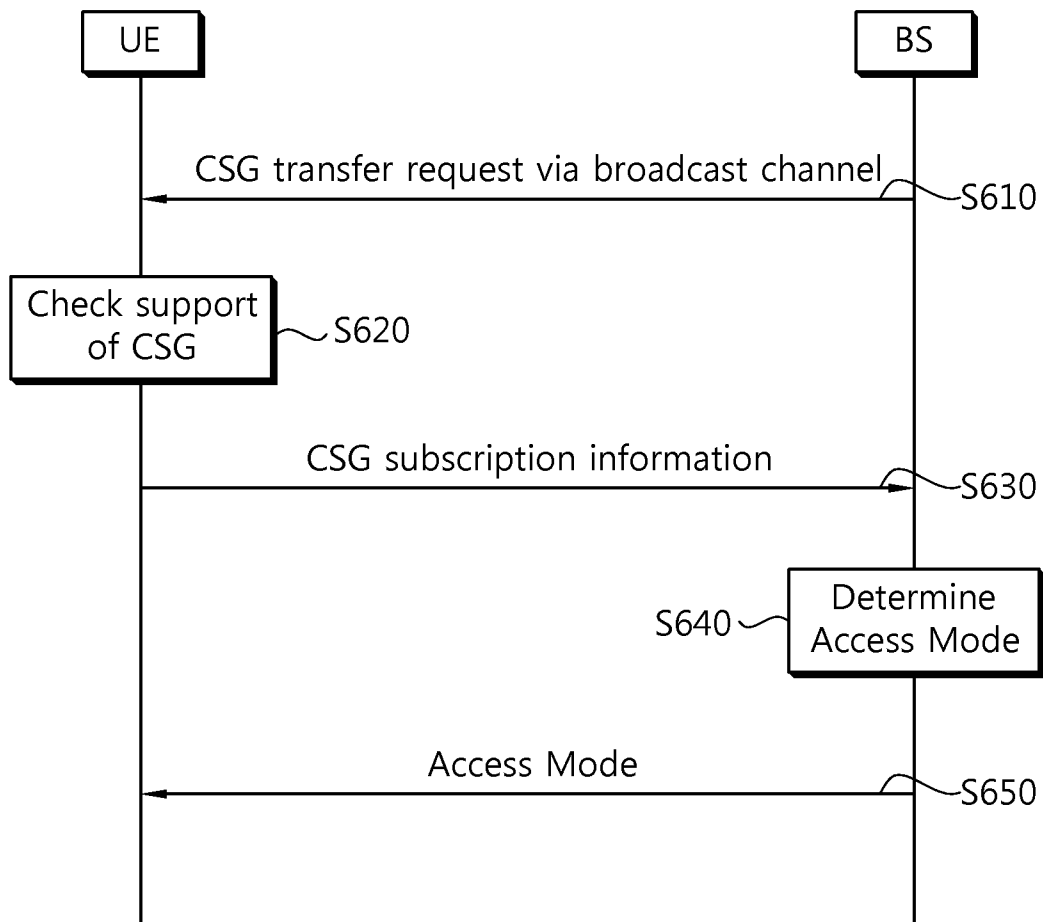 UE
BS
CSG transfer request via broadcast channel
S610
Check support
of CSG
S620
CSG subscription information
S630
Determine
Access Mode
S640
Access Mode
S650